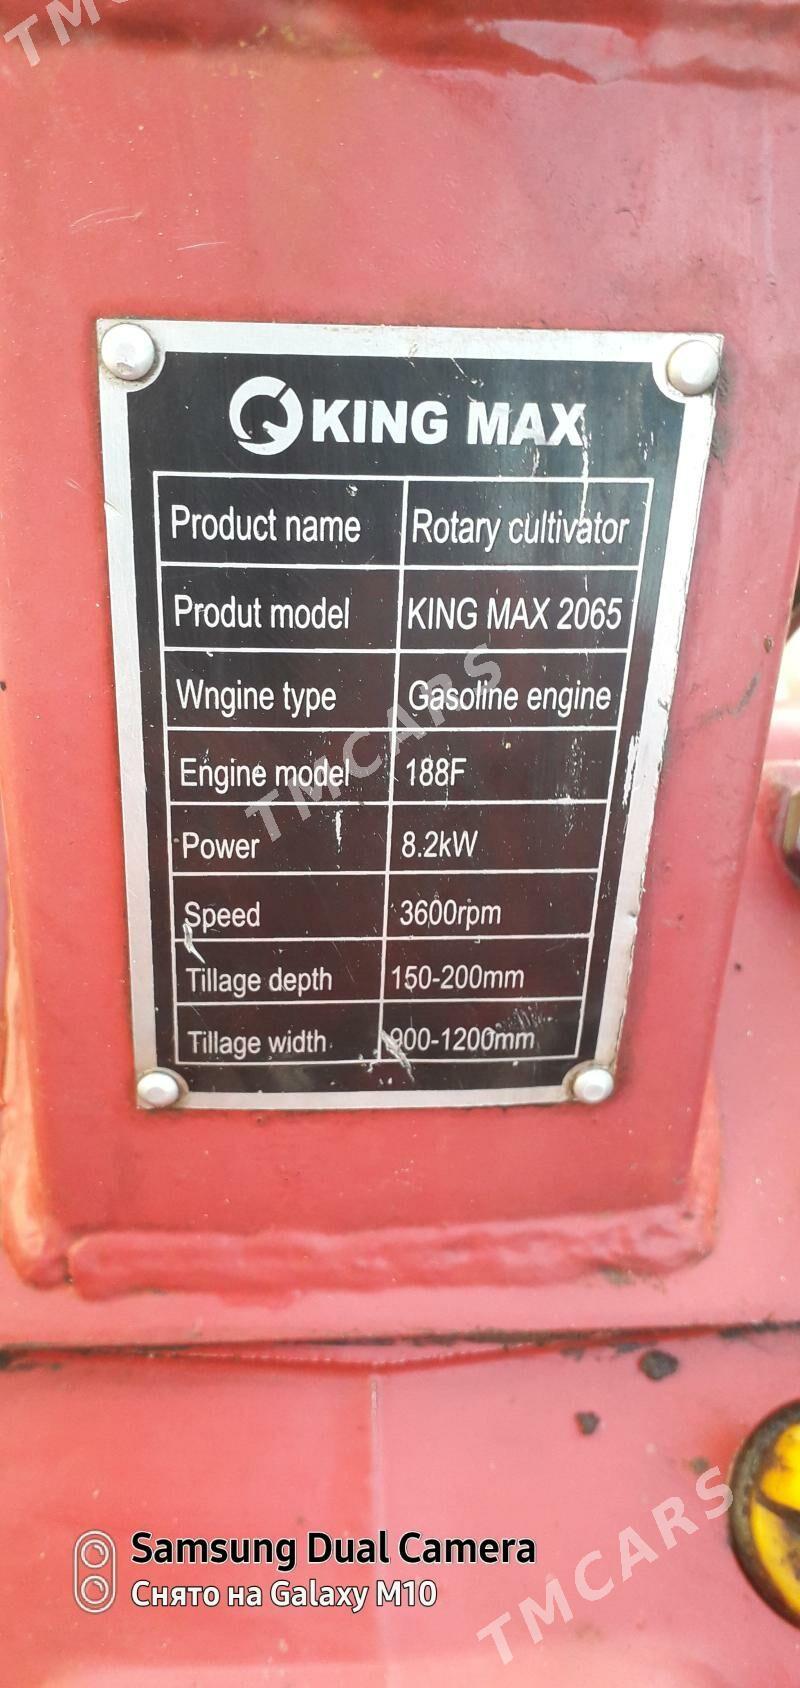 TMCARS
KING MAX
Product name Rotary cultivator
Produt model KING MAX 2065
Wngine type Gasoline engine
Engine model 188F
Power 8.2kW
Speed 3600rpm
Tillage depth 150-200mm
Tillage width 900-1200mm
TMCARS
Samsung Dual Camera
Снято на Galaxy M10
TMCARS